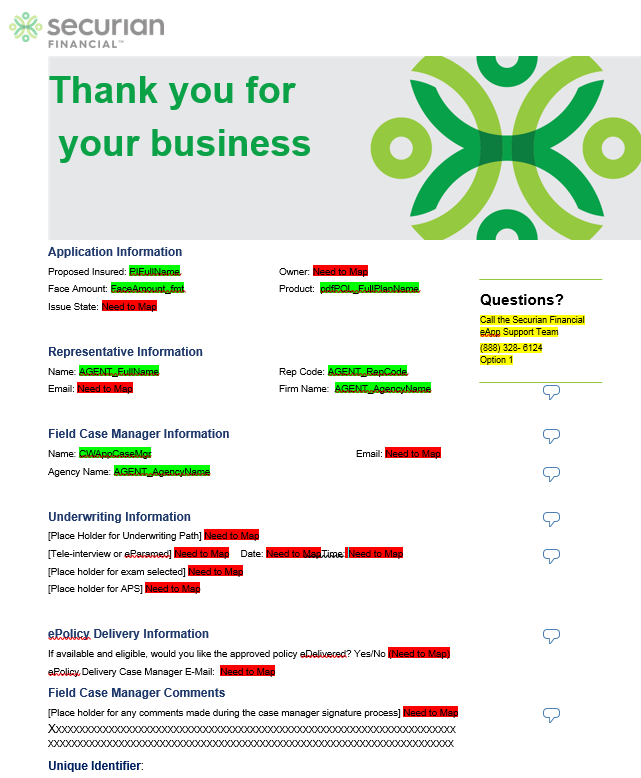 securian
FINANCIAL™
Thank you for
your business
Application Information
Proposed Insured: PIFullName
Owner: Need to Map
Face Amount: FaceAmount_fmt
Product: pdfPOL_FullPlanName
Issue State: Need to Map
Questions?
Call the Securian Financial
eApp Support Team
(888) 328- 6124
Option 1
Representative Information
Name: AGENT_FullName
Rep Code: AGENT_RepCode
Email: Need to Map
Firm Name: AGENT_AgencyName
Field Case Manager Information
Name: CWAppCaseMgr
Email: Need to Map
Agency Name: AGENT_AgencyName
Underwriting Information
[Place Holder for Underwriting Path] Need to Map
[Tele-interview or eParamed] Need to Map Date: Need to MapTime: Need to Map
[Place holder for exam selected] Need to Map
[Place holder for APS] Need to Map
ePolicy Delivery Information
If available and eligible, would you like the approved policy eDelivered? Yes/No (Need to Map)
ePolicy Delivery Case Manager E-Mail: Need to Map
Field Case Manager Comments
[Place holder for any comments made during the case manager signature process] Need to Map
Xxxxxxxxxxxxxxxxxxxxxxxxxxxxxxxxxxxxxxxxxxxxxxxxxxxxxxxxxxxxxxxxxxxxxxxxxx
xxxxxxxxxxxxxxxxxxxxxxxxxxxxxxxxxxxxxxxxxxxxxxxxxxxxxxxxxxxxxxxxxxxxxxxxxx
Unique Identifier: